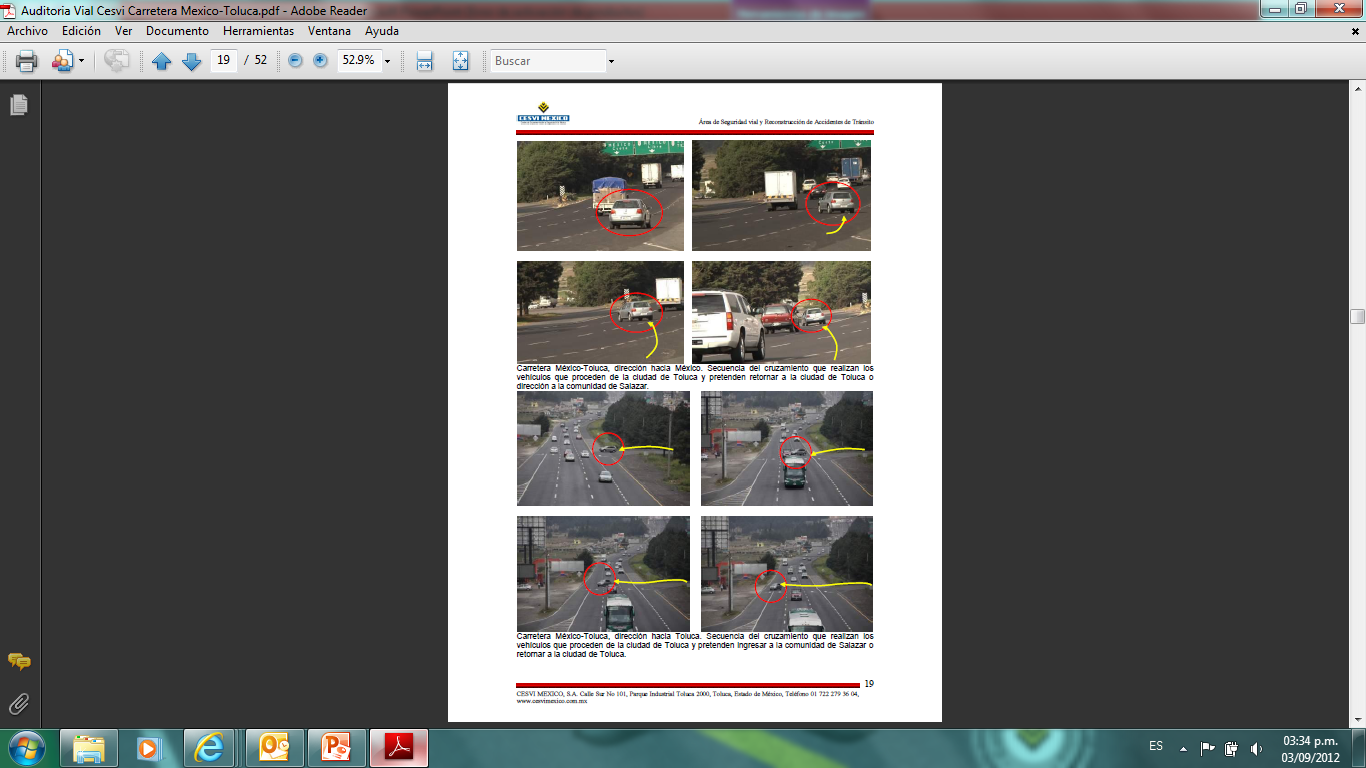 Auditoria Vial Cesvi Carretera Mexico-Toluca.pdf - Adobe Reader
Archivo Edición Ver Documento Herramientas Ventana Ayuda
19 / 52 52.9% Buscar
CESVI MEXICO
Área de Seguridad vial y Reconstrucción de Accidentes de Tránsito
Carretera México-Toluca, dirección hacia México. Secuencia del cruzamiento que realizan los
vehículos que proceden de la ciudad de Toluca y pretenden retornar a la ciudad de Toluca o
dirección a la comunidad de Salazar.
Carretera México-Toluca, dirección hacia Toluca. Secuencia del cruzamiento que realizan los
vehículos que proceden de la ciudad de Toluca y pretenden ingresar a la comunidad de Salazar o
retornar a la ciudad de Toluca.
19
CESVI MEXICO, S.A. Calle Sur No 101, Parque Industrial Toluca 2000, Toluca, Estado de México, Teléfono 01 722 279 36 04,
www.cesvimexico.com.mx
ES
03:34 p.m.
03/09/2012